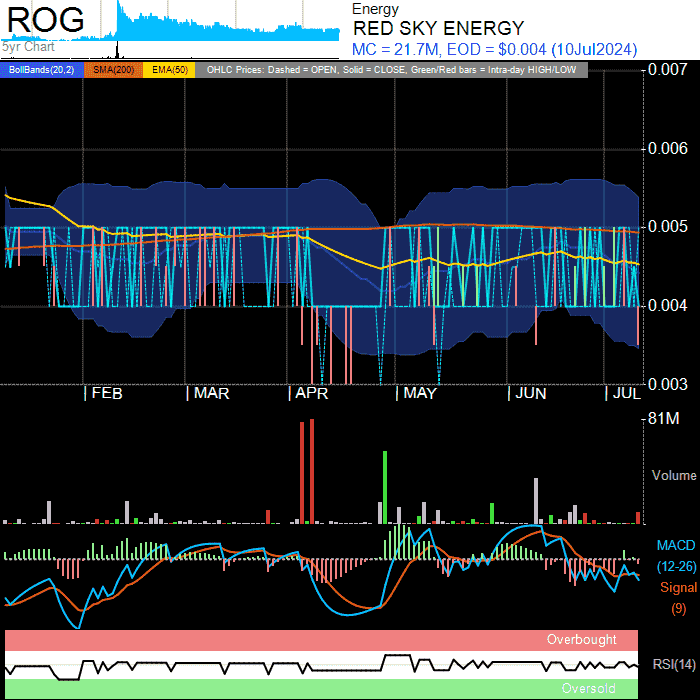 ROG
5yr Chart
Energy
RED SKY ENERGY
MC = 21.7M, EOD = $0.004 (10Jul2024)
BollBands(20,2) SMA(200) EMA(50) OHLC Prices: Dashed = OPEN, Solid = CLOSE, Green/Red bars = Intra-day HIGH/LOW
0.007
0.006
0.005
0.004
0.003
FEB MAR APR MAY JUN JUL
81M
Volume
MACD
(12-26)
Signal
(9)
Overbought
RSI(14)
Oversold